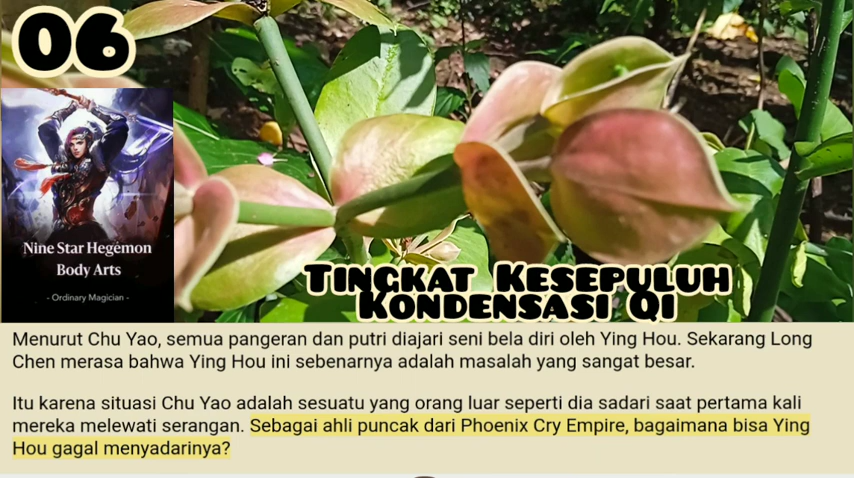 06
Nine Star Hegemon
Body Arts
- Ordinary Magician -
Tingkat Kesepuluh
Kondensasi Qi
Menurut Chu Yao, semua pangeran dan putri diajari seni bela diri oleh Ying Hou. Sekarang Long
Chen merasa bahwa Ying Hou ini sebenarnya adalah masalah yang sangat besar.
Itu karena situasi Chu Yao adalah sesuatu yang orang luar seperti dia sadari saat pertama kali
mereka melewati serangan. Sebagai ahli puncak dari Phoenix Cry Empire, bagaimana bisa Ying
Hou gagal menyadarinya?